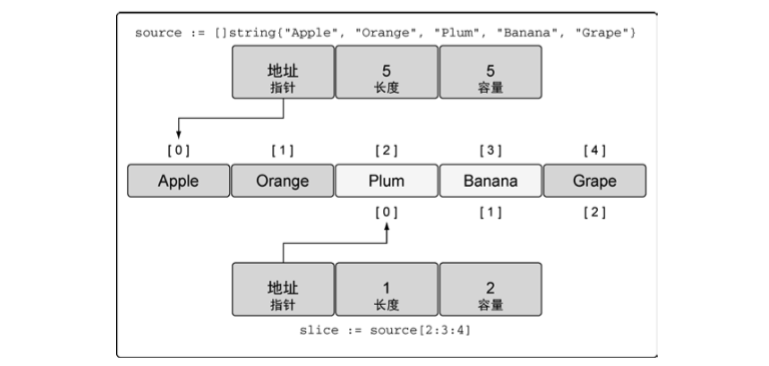 source := []string{"Apple", "Orange", "Plum", "Banana", "Grape"}
地址 5 5
指针 长度 容量
[0] [1] [2] [3] [4]
Apple Orange Plum Banana Grape
[0] [1] [2]
地址 1 2
指针 长度 容量
slice := source[2:3:4]